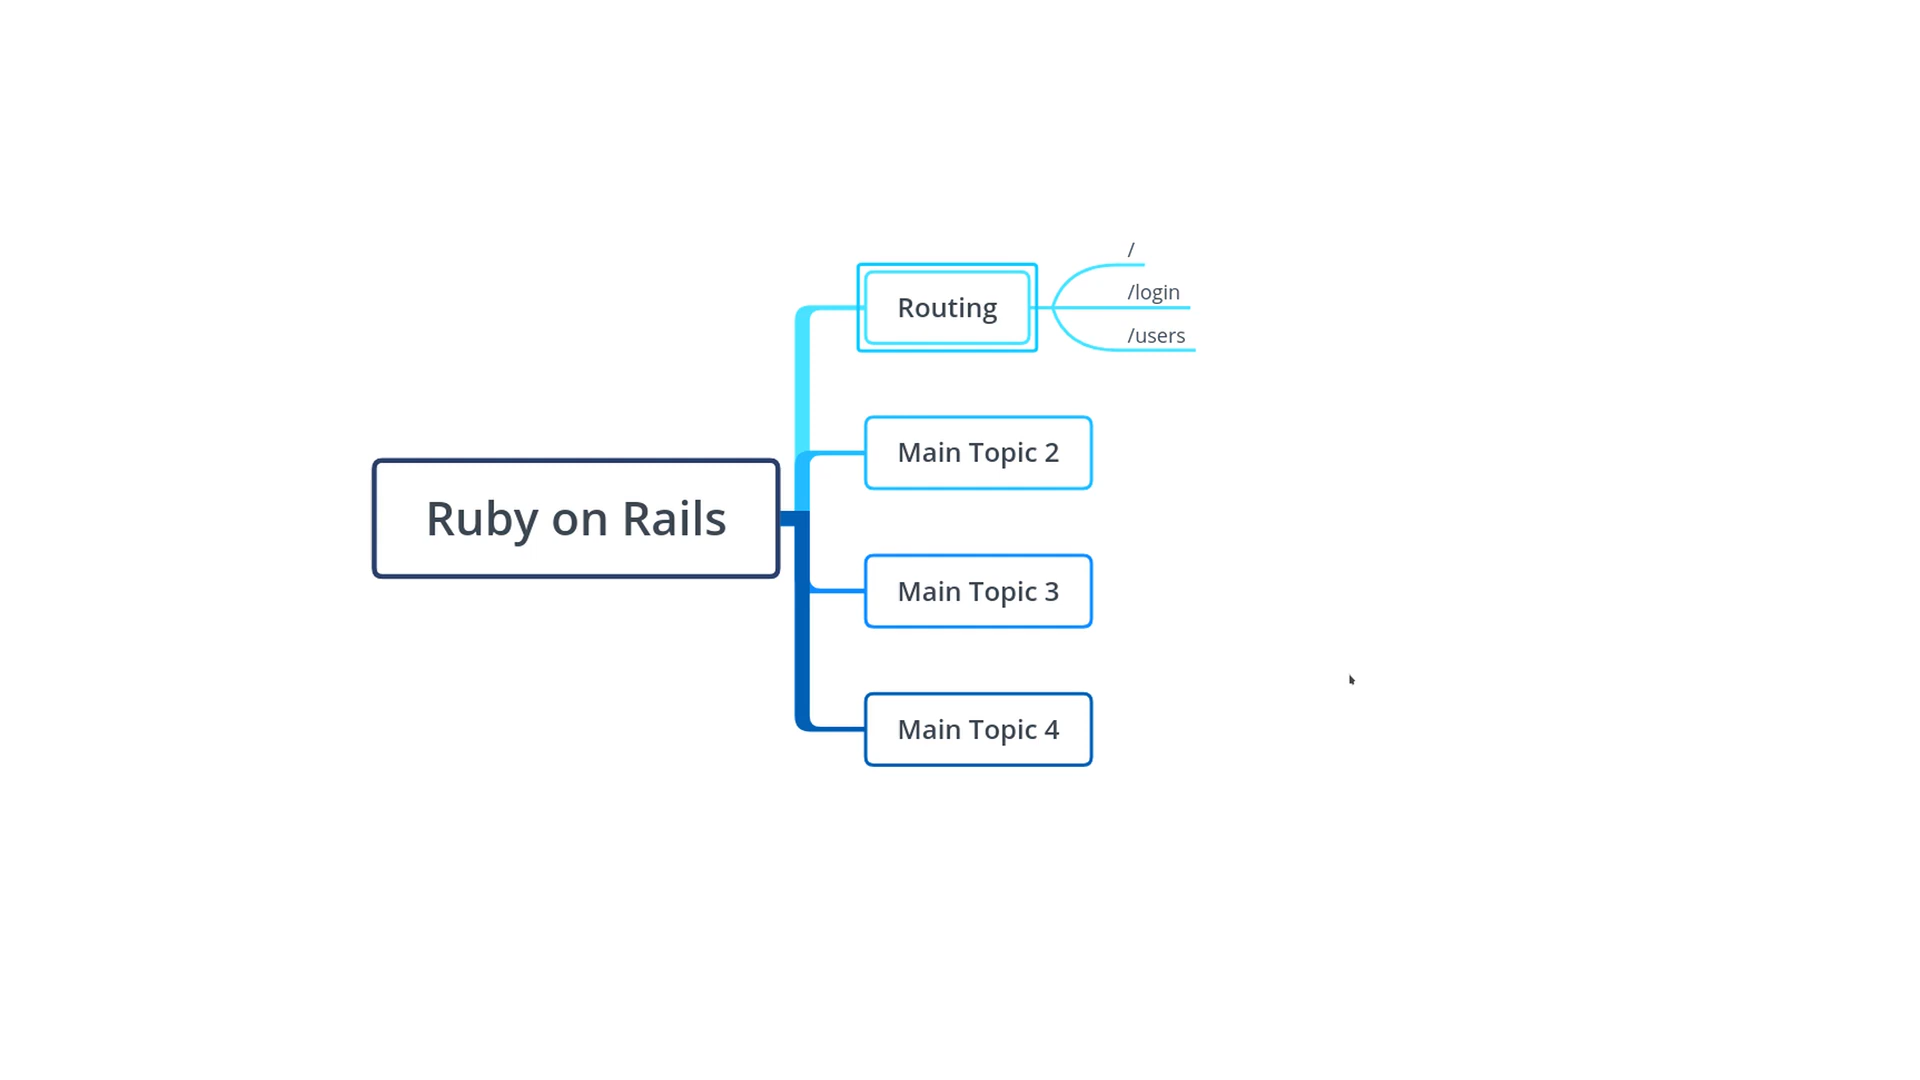 Ruby on Rails
Routing
/
/login
/users
Main Topic 2
Main Topic 3
Main Topic 4